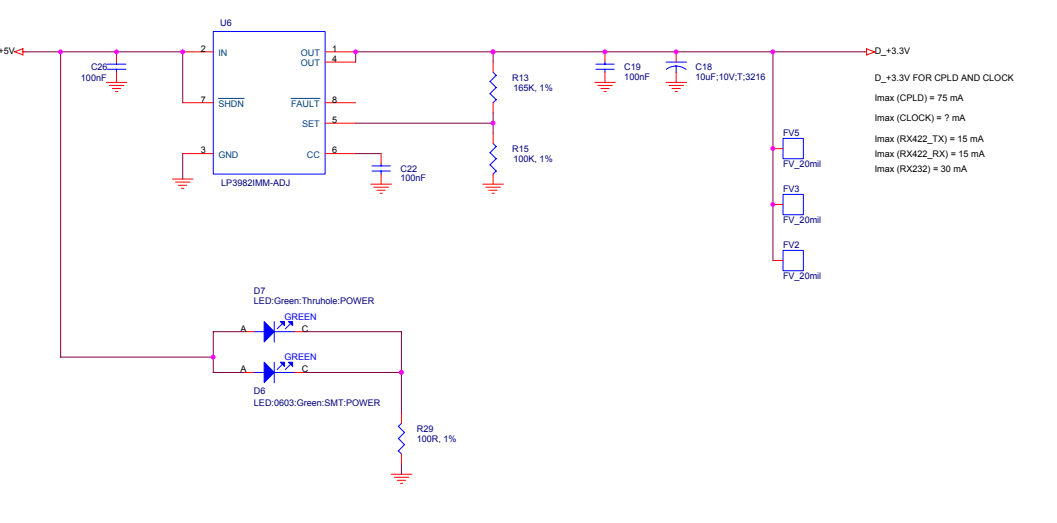 U6
+5V
2
IN
OUT
1
OUT
4
D_+3.3V
C26
100nF
R13
165K, 1%
C19
100nF
C18
10uF;10V;T;3216
D_+3.3V FOR CPLD AND CLOCK
7
SHDN
FAULT
8
Imax (CPLD) = 75 mA
SET
5
Imax (CLOCK) = ? mA
FV5
FV_20mil
Imax (RX422_TX) = 15 mA
Imax (RX422_RX) = 15 mA
Imax (RX232) = 30 mA
3
GND
CC
6
R15
100K, 1%
C22
100nF
LP3982IMM-ADJ
FV3
FV_20mil
FV2
FV_20mil
D7
LED:Green:Thruhole:POWER
GREEN
A
C
GREEN
A
C
D6
LED:0603:Green:SMT:POWER
R29
100R, 1%